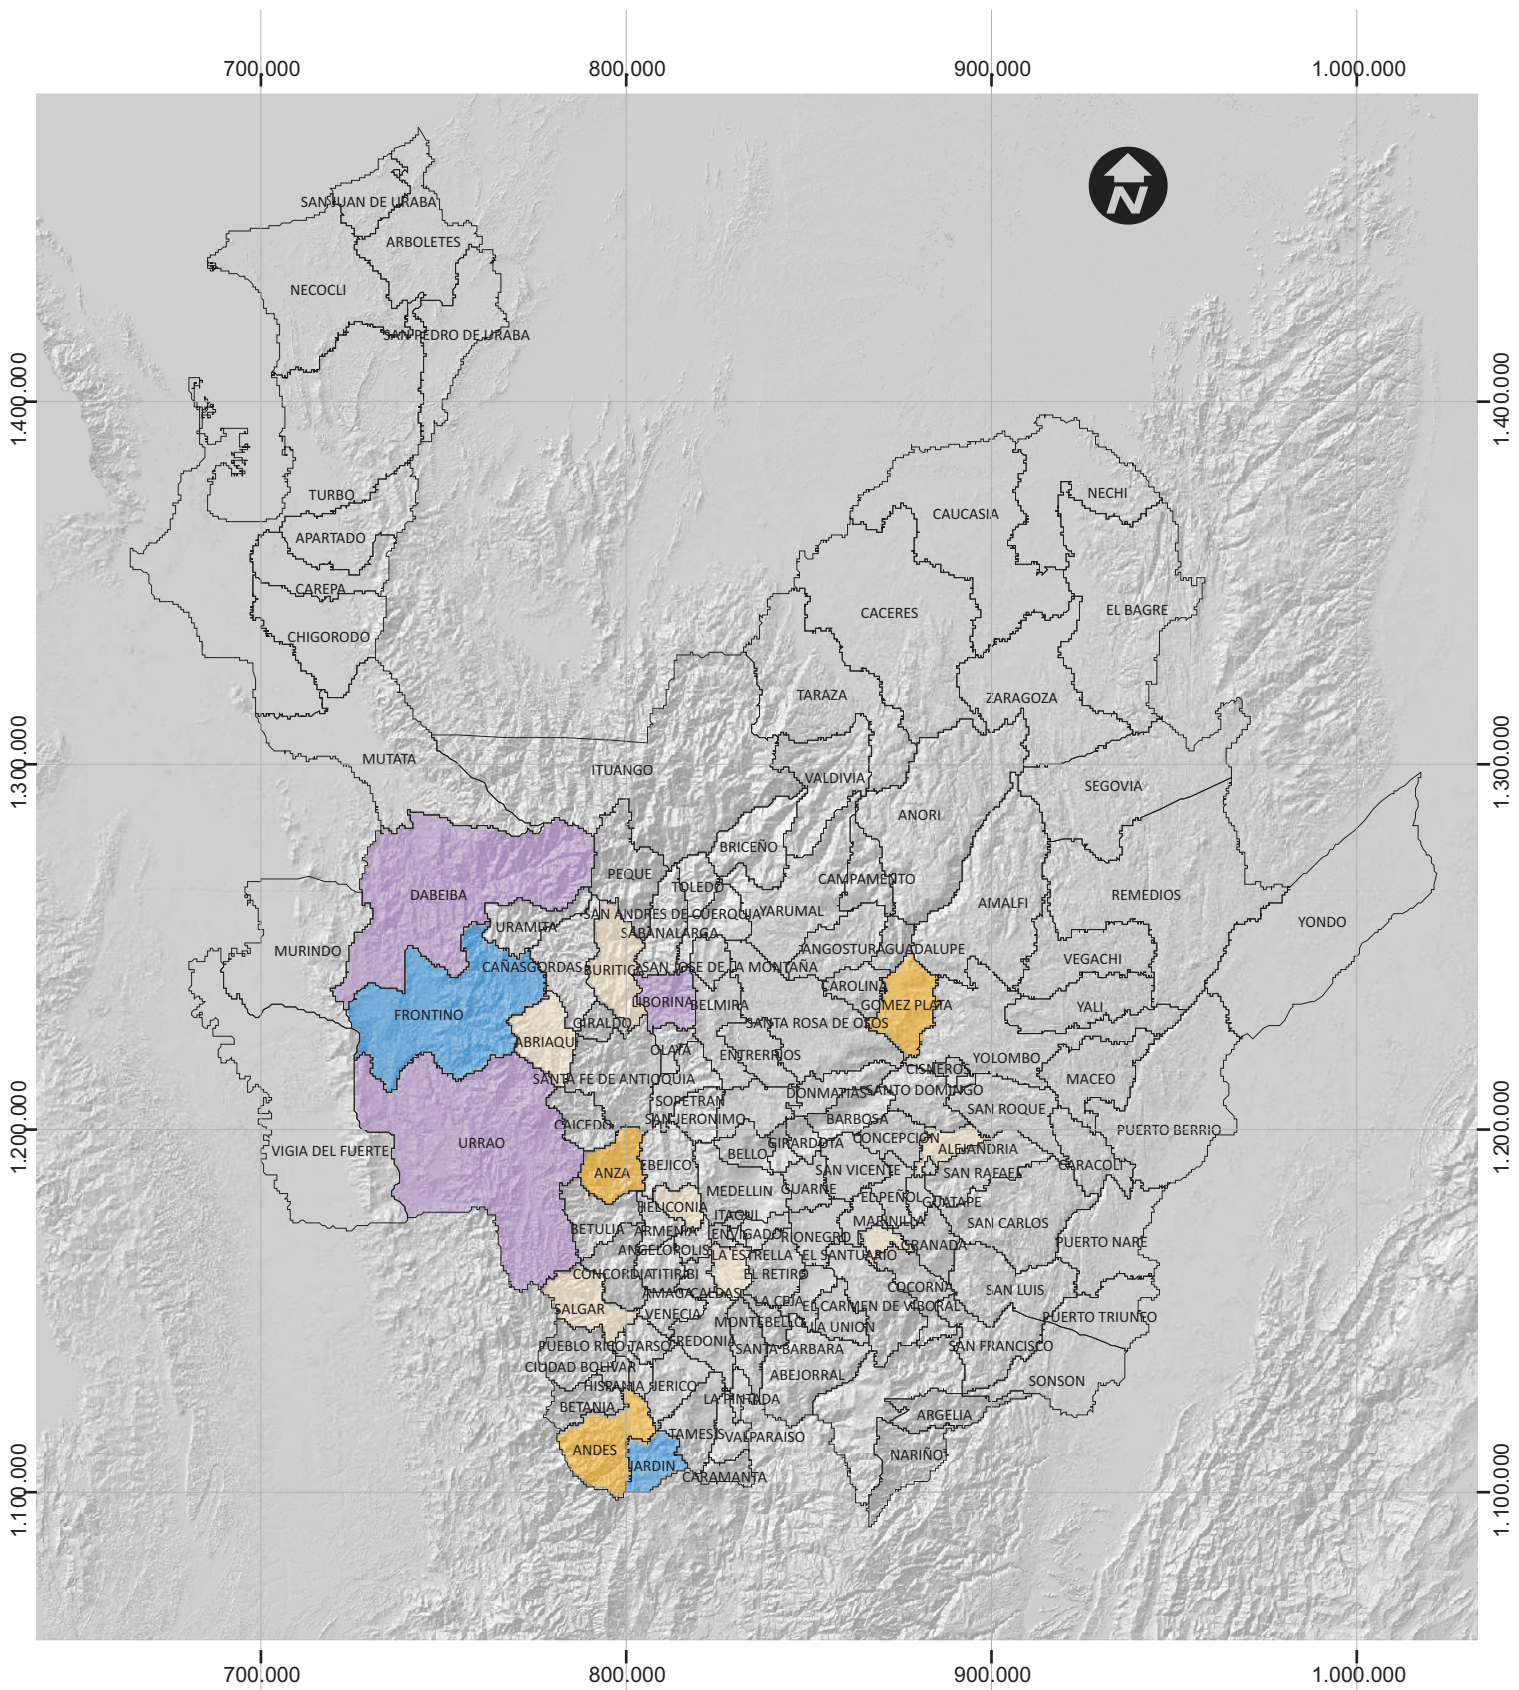 700.000 800.000 900.000 1.000.000
N
SAN JUAN DE URABA
ARBOLETES
NECOCLI
SAN PEDRO DE URABA
1.400.000 1.400.000
TURBO
NECHI
CAUCASIA
APARTADO
CAREPA
CACERES
EL BAGRE
CHIGORODO
TARAZA
ZARAGOZA
MUTATA
1.300.000 1.300.000
ITUANGO
VALDIVIA
SEGOVIA
ANORI
BRICEÑO
PEQUE
CAMPAMENTO
TOLEDO
DABEIBA
REMEDIOS
AMALFI
SAN ANDRES DE CUERQUIA
YARUMAL
YONDO
URAMITA
SABANALARGA
MURINDO
ANGOSTURA
GUADALUPE
VEGACHI
CAÑASGORDAS
BURITICA
SAN JOSE DE LA MONTAÑA
CAROLINA
LIBORINA
BELMIRA
GOMEZ PLATA
YALI
FRONTINO
GIRALDO
SANTA ROSA DE OSOS
ABRIAQUI
OLAYA
ENTRERRIOS
YOLOMBO
CISNEROS
SANTA FE DE ANTIOQUIA
MACEO
DONMATIAS
SANTO DOMINGO
SOPETRAN
SAN ROQUE
SAN JERONIMO
BARBOSA
CAICEDO
1.200.000 1.200.000
PUERTO BERRIO
URRAO
GIRARDOTA
CONCEPCION
VIGIA DEL FUERTE
BELLO
ALEJANDRIA
EBEJICO
CARACOLI
ANZA
SAN VICENTE
SAN RAFAEL
MEDELLIN
GUARNE
EL PEÑOL
GUATAPE
HELICONIA
ITAGUI
MARINILLA
SAN CARLOS
BETULIA
ARMENIA
ENVIGADO
RIONEGRO
GRANADA
PUERTO NARE
ANGELOPOLIS
LA ESTRELLA
EL SANTUARIO
CONCORDIA
TITIRIBI
EL RETIRO
AMAGA
CALDAS
COCORNA
SAN LUIS
SALGAR
VENECIA
LA CEJA
EL CARMEN DE VIBORAL
MONTEBELLO
LA UNION
PUERTO TRIUNFO
PUEBLO RICO
TARSO
FREDONIA
SANTA BARBARA
SAN FRANCISCO
CIUDAD BOLIVAR
ABEJORRAL
SONSON
HISPANIA
JERICO
LA PINTADA
BETANIA
ARGELIA
TAMESIS
VALPARAISO
ANDES
NARIÑO
JARDIN
CARAMANTA
1.100.000 1.100.000
700.000 800.000 900.000 1.000.000